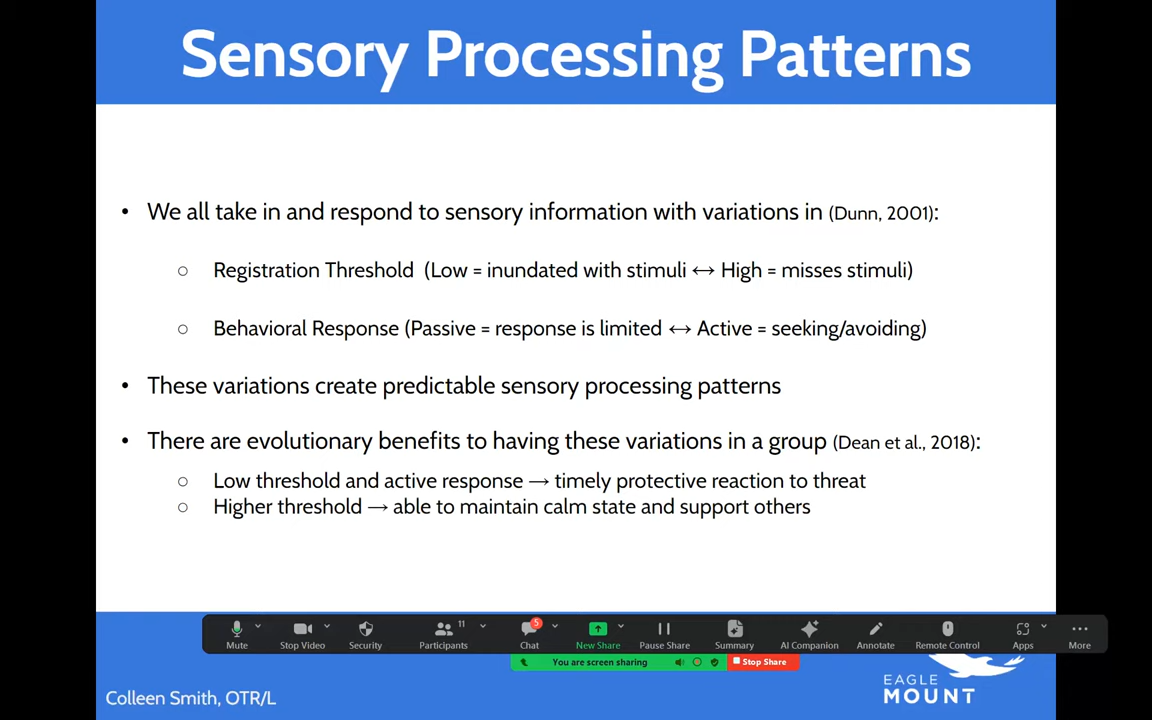 Sensory Processing Patterns
• We all take in and respond to sensory information with variations in (Dunn, 2001):
○ Registration Threshold (Low = inundated with stimuli ↔ High = misses stimuli)
○ Behavioral Response (Passive = response is limited ↔ Active = seeking/avoiding)
• These variations create predictable sensory processing patterns
• There are evolutionary benefits to having these variations in a group (Dean et al., 2018):
○ Low threshold and active response → timely protective reaction to threat
○ Higher threshold → able to maintain calm state and support others
11 5
Mute Stop Video Security Participants Chat New Share Pause Share Summary AI Companion Annotate Remote Control Apps More
You are screen sharing Stop Share
EAGLE
MOUNT
Colleen Smith, OTR/L